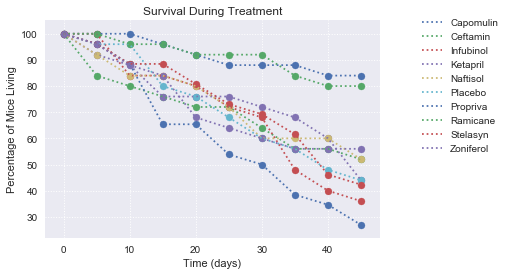 Survival During Treatment
Percentage of Mice Living
100
90
80
70
60
50
40
30
0
10
20
30
40
Time (days)
Capomulin
Ceftamin
Infubinol
Ketapril
Naftisol
Placebo
Propriva
Ramicane
Stelasyn
Zoniferol